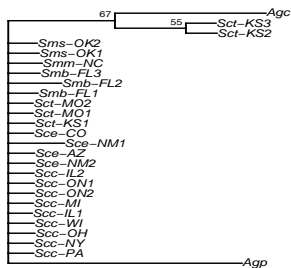 67
Agc
55
Sct-KS3
Sct-KS2
Sms-OK2
Sms-OK1
Smm-NC
Smb-FL3
Smb-FL2
Smb-FL1
Sct-MO2
Sct-MO1
Sct-KS1
Sce-CO
Sce-NM1
Sce-AZ
Sce-NM2
Scc-IL2
Scc-ON1
Scc-ON2
Scc-MI
Scc-IL1
Scc-WI
Scc-OH
Scc-NY
Scc-PA
Agp